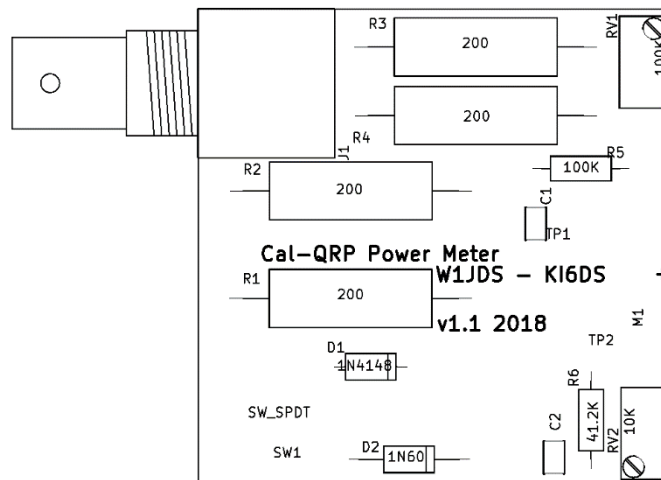 R3
200
RV1
100K
R4
200
J1
R2
200
R5
100K
C1
TP1
Cal-QRP Power Meter
W1JDS - KI6DS
R1
200
v1.1 2018
M1
TP2
D1
1N4148
R6
41.2K
RV2
10K
SW_SPDT
C2
SW1
D2
1N60